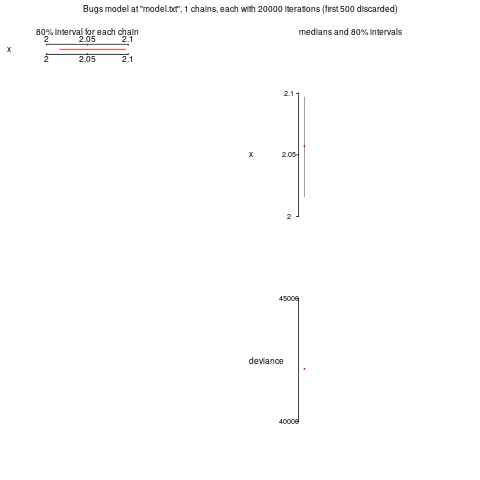 Bugs model at "model.txt", 1 chains, each with 20000 iterations (first 500 discarded)
80% interval for each chain
2 2.05 2.1
x
2 2.05 2.1
medians and 80% intervals
2.1
x 2.05
2
45000
deviance
40000